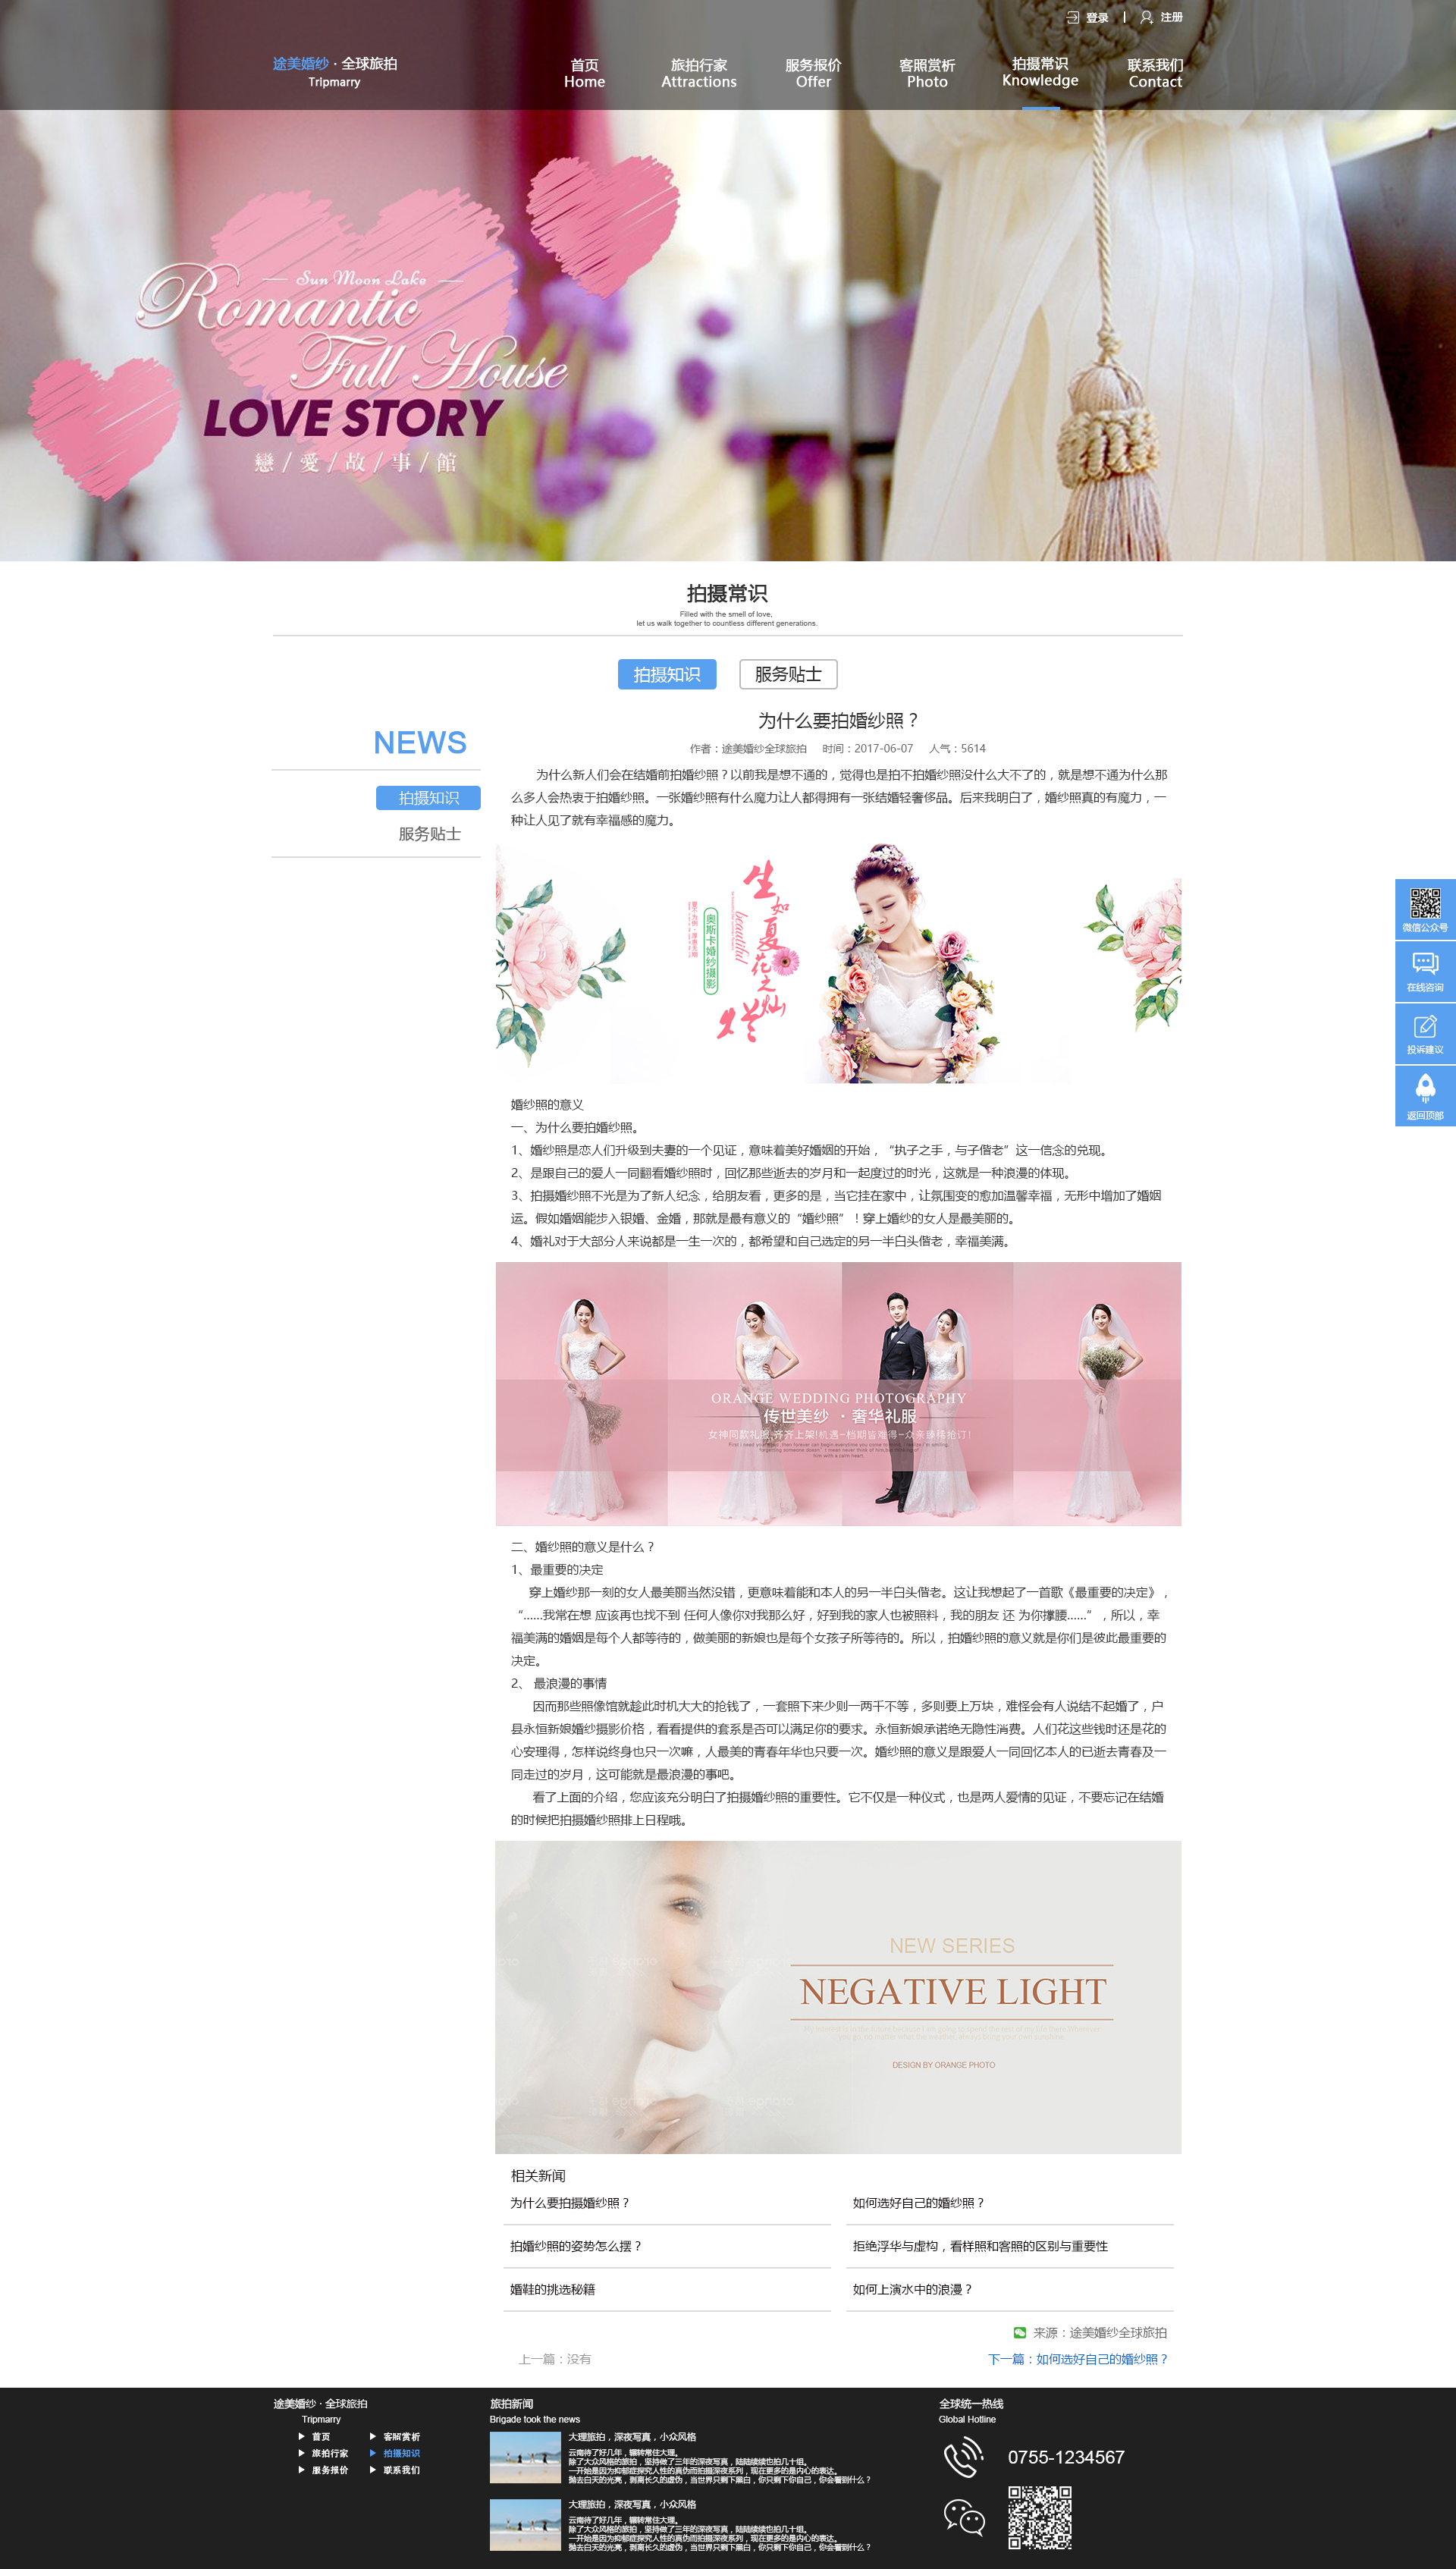 登录 | 注册
途美婚纱 · 全球旅拍
Tripmarry
首页 旅拍行家 服务报价 客照赏析 拍摄常识 联系我们
Home Attractions Offer Photo Knowledge Contact
Sun Moon Lake
Romantic
Full House
LOVE STORY
戀/愛/故/事/館
拍摄常识
Filled with the smell of love,
let us walk together to countless different generations.
拍摄知识 服务贴士
NEWS
拍摄知识
服务贴士
为什么要拍婚纱照？
作者：途美婚纱全球旅拍 时间：2017-06-07 人气：5614
为什么新人们会在结婚前拍婚纱照？以前我是想不通的，觉得也是拍不拍婚纱照没什么大不了的，就是想不通为什么那
么多人会热衷于拍婚纱照。一张婚纱照有什么魔力让人都得拥有一张结婚轻奢侈品。后来我明白了，婚纱照真的有魔力，一
种让人见了就有幸福感的魔力。
生如夏花之灿烂
beautiful
奥斯卡婚纱摄影
微信公众号
在线咨询
投诉建议
返回顶部
婚纱照的意义
一、为什么要拍婚纱照。
1、婚纱照是恋人们升级到夫妻的一个见证，意味着美好婚姻的开始，“执子之手，与子偕老”这一信念的兑现。
2、是跟自己的爱人一同翻看婚纱照时，回忆那些逝去的岁月和一起度过的时光，这就是一种浪漫的体现。
3、拍摄婚纱照不光是为了新人纪念，给朋友看，更多的是，当它挂在家中，让氛围变的愈加温馨幸福，无形中增加了婚姻
运。假如婚姻能步入银婚、金婚，那就是最有意义的“婚纱照”！穿上婚纱的女人是最美丽的。
4、婚礼对于大部分人来说都是一生一次的，都希望和自己选定的另一半白头偕老，幸福美满。
ORANGE WEDDING PHOTOGRAPHY
传世美纱 · 奢华礼服
女神同款礼服,齐齐上架!机遇-档期皆难得-众亲臻稀抢订!
二、婚纱照的意义是什么？
1、最重要的决定
穿上婚纱那一刻的女人最美丽当然没错，更意味着能和本人的另一半白头偕老。这让我想起了一首歌《最重要的决定》，
“......我常在想 应该再也找不到 任何人像你对我那么好，好到我的家人也被照料，我的朋友 还 为你撑腰......”，所以，幸
福美满的婚姻是每个人都等待的，做美丽的新娘也是每个女孩子所等待的。所以，拍婚纱照的意义就是你们是彼此最重要的
决定。
2、 最浪漫的事情
因而那些照像馆就趁此时机大大的抢钱了，一套照下来少则一两千不等，多则要上万块，难怪会有人说结不起婚了，户
县永恒新娘婚纱摄影价格，看看提供的套系是否可以满足你的要求。永恒新娘承诺绝无隐性消费。人们花这些钱时还是花的
心安理得，怎样说终身也只一次嘛，人最美的青春年华也只要一次。婚纱照的意义是跟爱人一同回忆本人的已逝去青春及一
同走过的岁月，这可能就是最浪漫的事吧。
看了上面的介绍，您应该充分明白了拍摄婚纱照的重要性。它不仅是一种仪式，也是两人爱情的见证，不要忘记在结婚
的时候把拍摄婚纱照排上日程哦。
NEW SERIES
NEGATIVE LIGHT
DESIGN BY ORANGE PHOTO
相关新闻
为什么要拍摄婚纱照？ 如何选好自己的婚纱照？
拍婚纱照的姿势怎么摆？ 拒绝浮华与虚构，看样照和客照的区别与重要性
婚鞋的挑选秘籍 如何上演水中的浪漫？
来源：途美婚纱全球旅拍
上一篇：没有 下一篇：如何选好自己的婚纱照？
途美婚纱 · 全球旅拍
Tripmarry
首页 客照赏析
旅拍行家 拍摄知识
服务报价 联系我们
旅拍新闻
Brigade took the news
大理旅拍，深夜写真，小众风格
云南待了好几年，辗转常住大理。
除了大众风格的旅拍，坚持做了三年的深夜写真，陆陆续续也拍几十组。
一开始是因为抑郁症探究人性的真伪而拍摄深夜系列，现在更多的是内心的表达。
抛去白天的光亮，剥离长久的虚伪，当世界只剩下黑白，你只剩下你自己，你会看到什么？
大理旅拍，深夜写真，小众风格
云南待了好几年，辗转常住大理。
除了大众风格的旅拍，坚持做了三年的深夜写真，陆陆续续也拍几十组。
一开始是因为抑郁症探究人性的真伪而拍摄深夜系列，现在更多的是内心的表达。
抛去白天的光亮，剥离长久的虚伪，当世界只剩下黑白，你只剩下你自己，你会看到什么？
全球统一热线
Global Hotline
0755-1234567